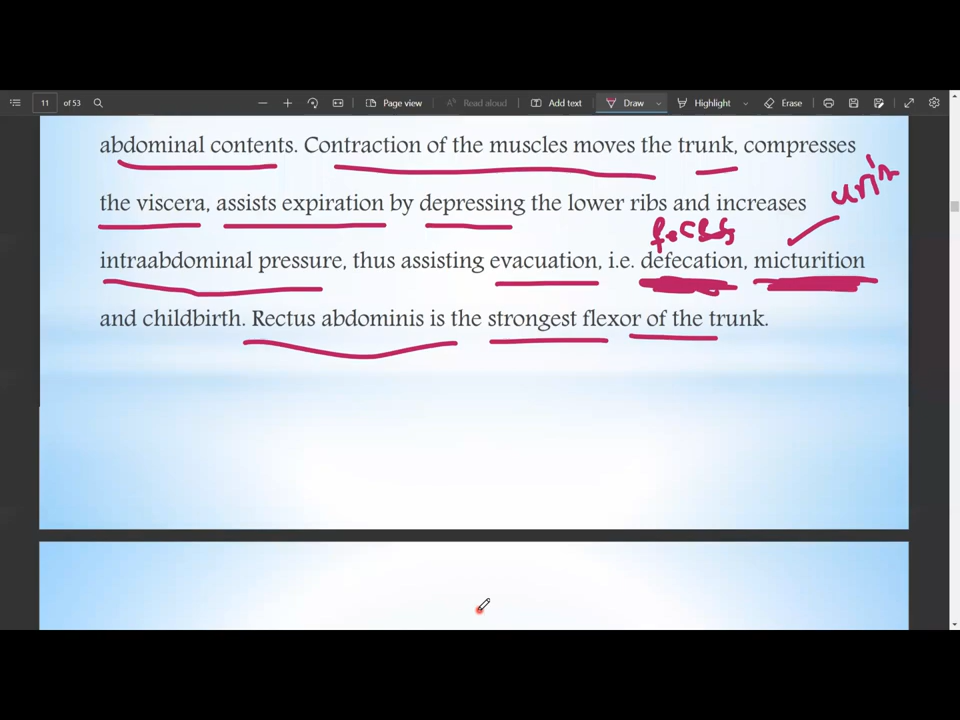 11 of 53 Page view Read aloud Add text Draw Highlight Erase
abdominal contents. Contraction of the muscles moves the trunk, compresses
the viscera, assists expiration by depressing the lower ribs and increases
urin
feces
intraabdominal pressure, thus assisting evacuation, i.e. defecation, micturition
and childbirth. Rectus abdominis is the strongest flexor of the trunk.